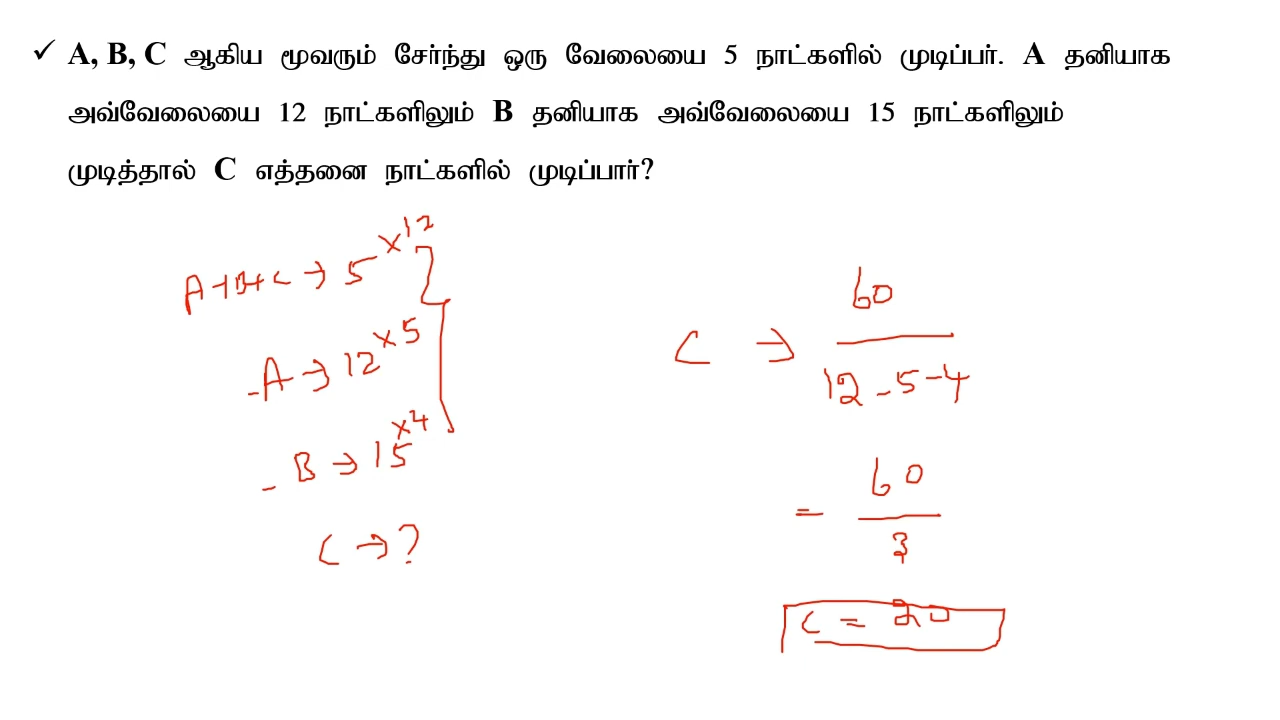 ✓ A, B, C ஆகிய மூவரும் சேர்ந்து ஒரு வேலையை 5 நாட்களில் முடிப்பர். A தனியாக
அவ்வேலையை 12 நாட்களிலும் B தனியாக அவ்வேலையை 15 நாட்களிலும்
முடித்தால் C எத்தனை நாட்களில் முடிப்பார்?
A+B+C → 5 ×12
-A → 12 ×5
- B → 15 ×4
C → ?
C → 60
12 - 5 - 4
= 60
3
C = 20